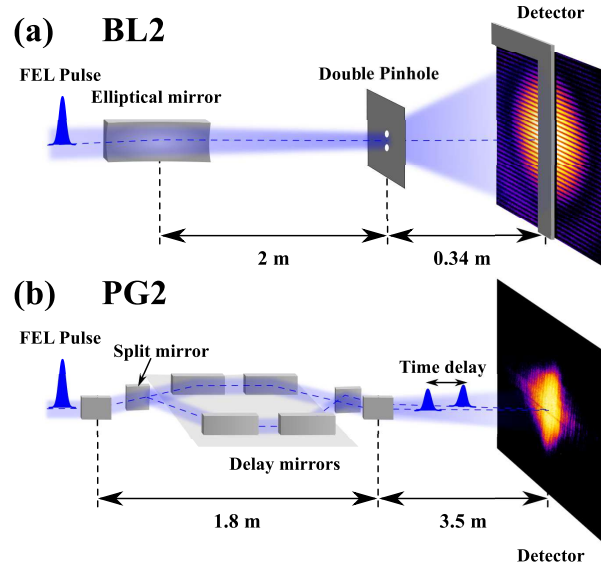 (a) BL2
Detector
FEL Pulse
Elliptical mirror
Double Pinhole
2 m
0.34 m
(b) PG2
FEL Pulse
Split mirror
Time delay
Delay mirrors
1.8 m
3.5 m
Detector